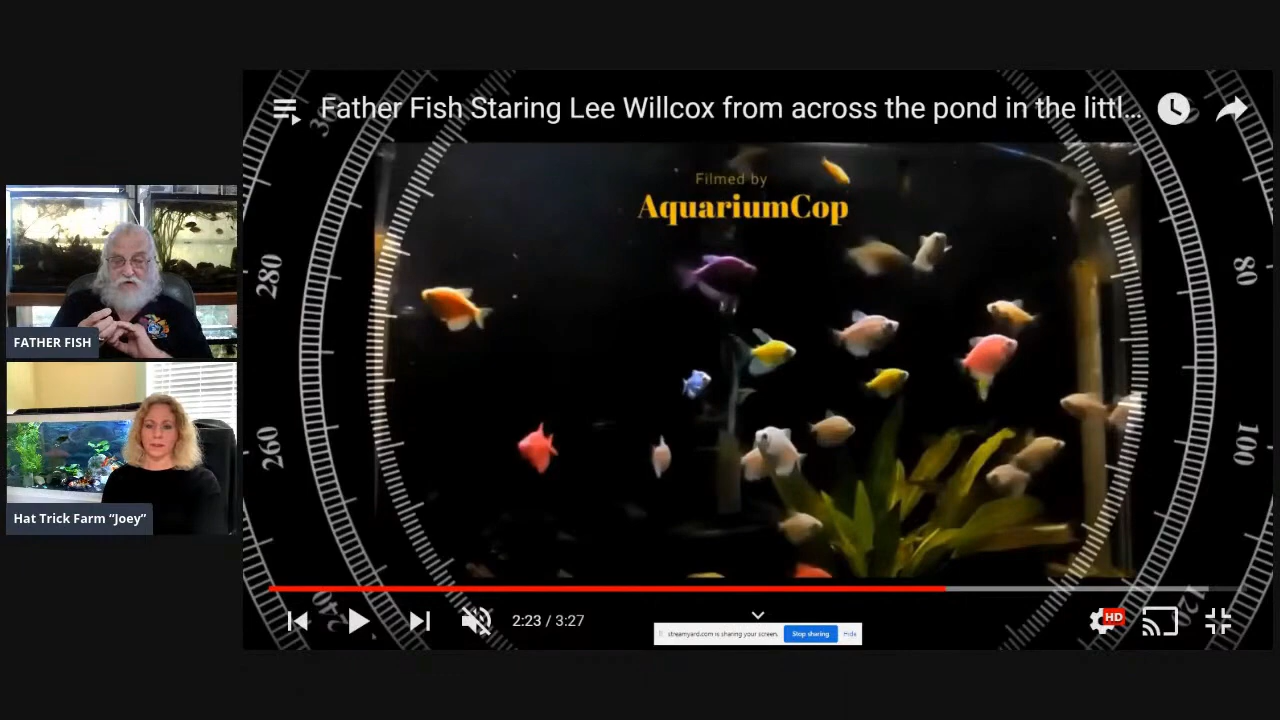 Father Fish Staring Lee Willcox from across the pond in the littl...
Filmed by
AquariumCop
280
260
80
100
FATHER FISH
Hat Trick Farm “Joey”
2:23 / 3:27
HD
streamyard.com is sharing your screen.
Stop sharing
Hide